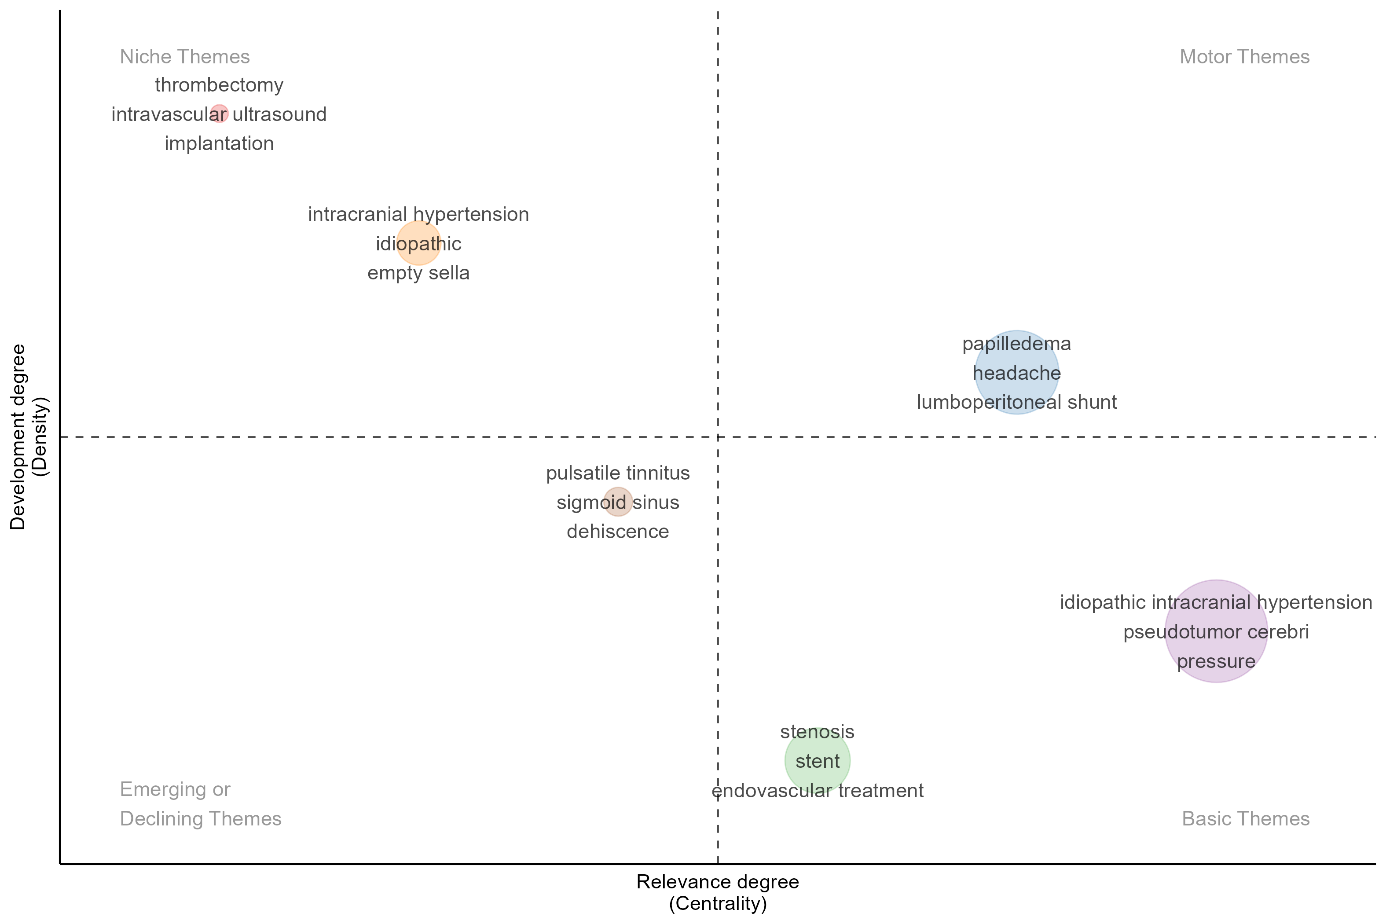 Niche Themes
thrombectomy
intravascular ultrasound
implantation
Motor Themes
intracranial hypertension
idiopathic
empty sella
papilledema
headache
lumboperitoneal shunt
Development degree
(Density)
pulsatile tinnitus
sigmoid sinus
dehiscence
idiopathic intracranial hypertension
pseudotumor cerebri
pressure
stenosis
stent
endovascular treatment
Emerging or
Declining Themes
Basic Themes
Relevance degree
(Centrality)